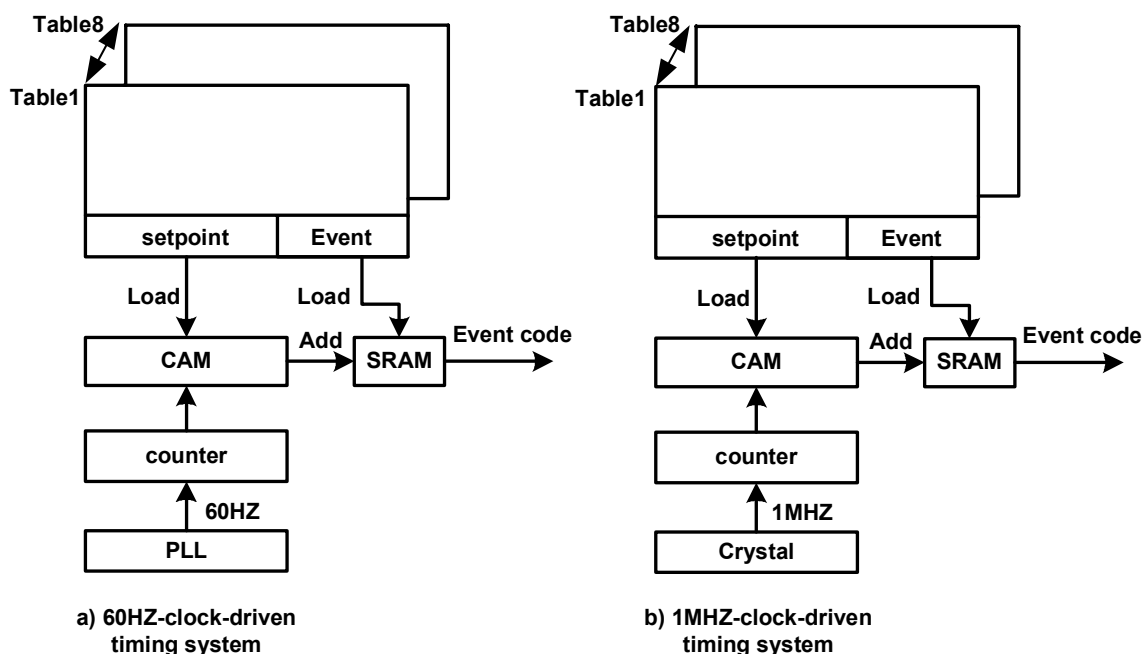 Table8
Table1
setpoint
Event
Load
Load
CAM
Add
SRAM
Event code
counter
60HZ
PLL
a) 60HZ-clock-driven
timing system
Table8
Table1
setpoint
Event
Load
Load
CAM
Add
SRAM
Event code
counter
1MHZ
Crystal
b) 1MHZ-clock-driven
timing system